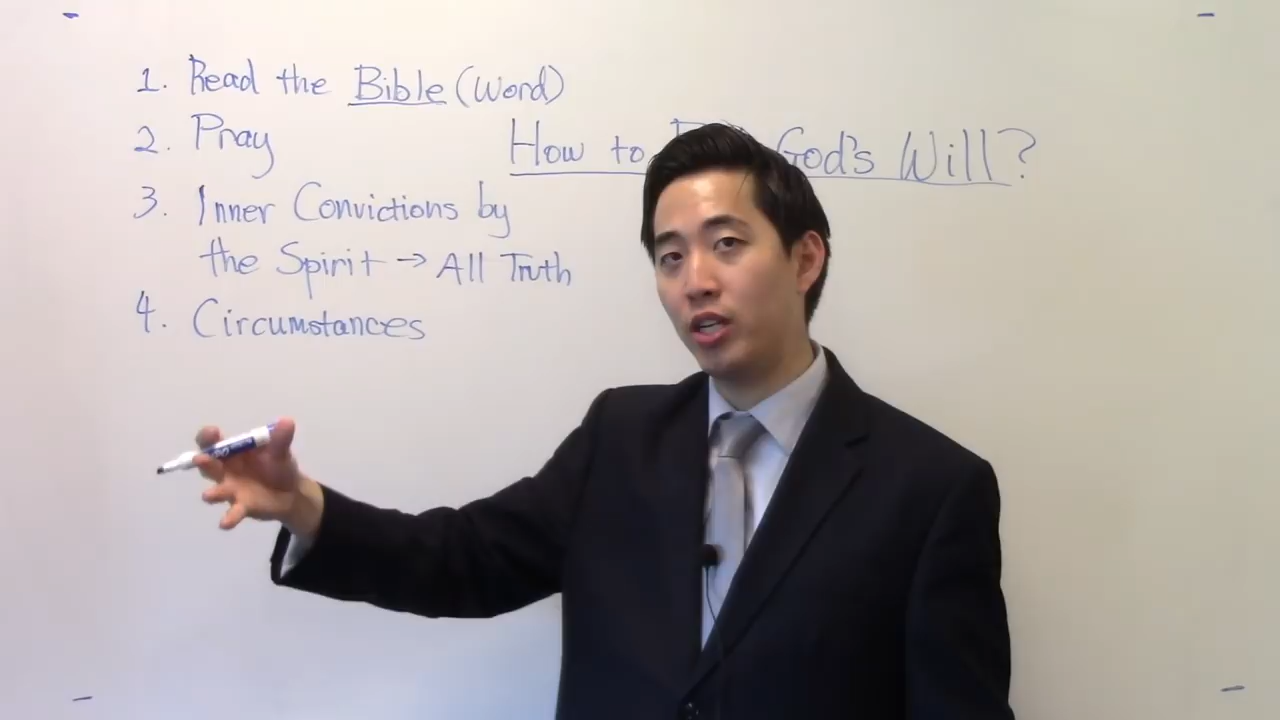 1. Read the Bible (Word)
2. Pray
How to God's Will?
3. Inner Convictions by
the Spirit → All Truth
4. Circumstances